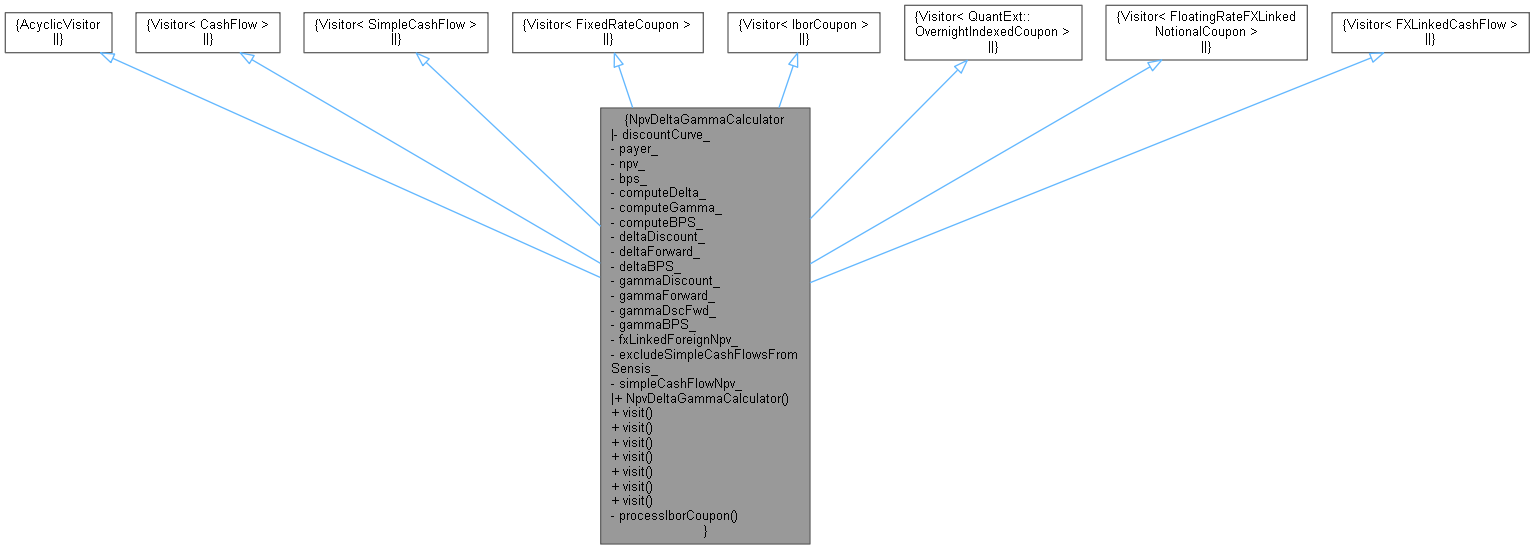 {AcyclicVisitor
||}
{Visitor< CashFlow >
||}
{Visitor< SimpleCashFlow >
||}
{Visitor< FixedRateCoupon >
||}
{Visitor< IborCoupon >
||}
{Visitor< QuantExt::
OvernightIndexedCoupon >
||}
{Visitor< FloatingRateFXLinked
NotionalCoupon >
||}
{Visitor< FXLinkedCashFlow >
||}
{NpvDeltaGammaCalculator
|- discountCurve_
- payer_
- npv_
- bps_
- computeDelta_
- computeGamma_
- computeBPS_
- deltaDiscount_
- deltaForward_
- deltaBPS_
- gammaDiscount_
- gammaForward_
- gammaDscFwd_
- gammaBPS_
- fxLinkedForeignNpv_
- excludeSimpleCashFlowsFrom
Sensis_
- simpleCashFlowNpv_
|+ NpvDeltaGammaCalculator()
+ visit()
+ visit()
+ visit()
+ visit()
+ visit()
+ visit()
+ visit()
- processIborCoupon()
}